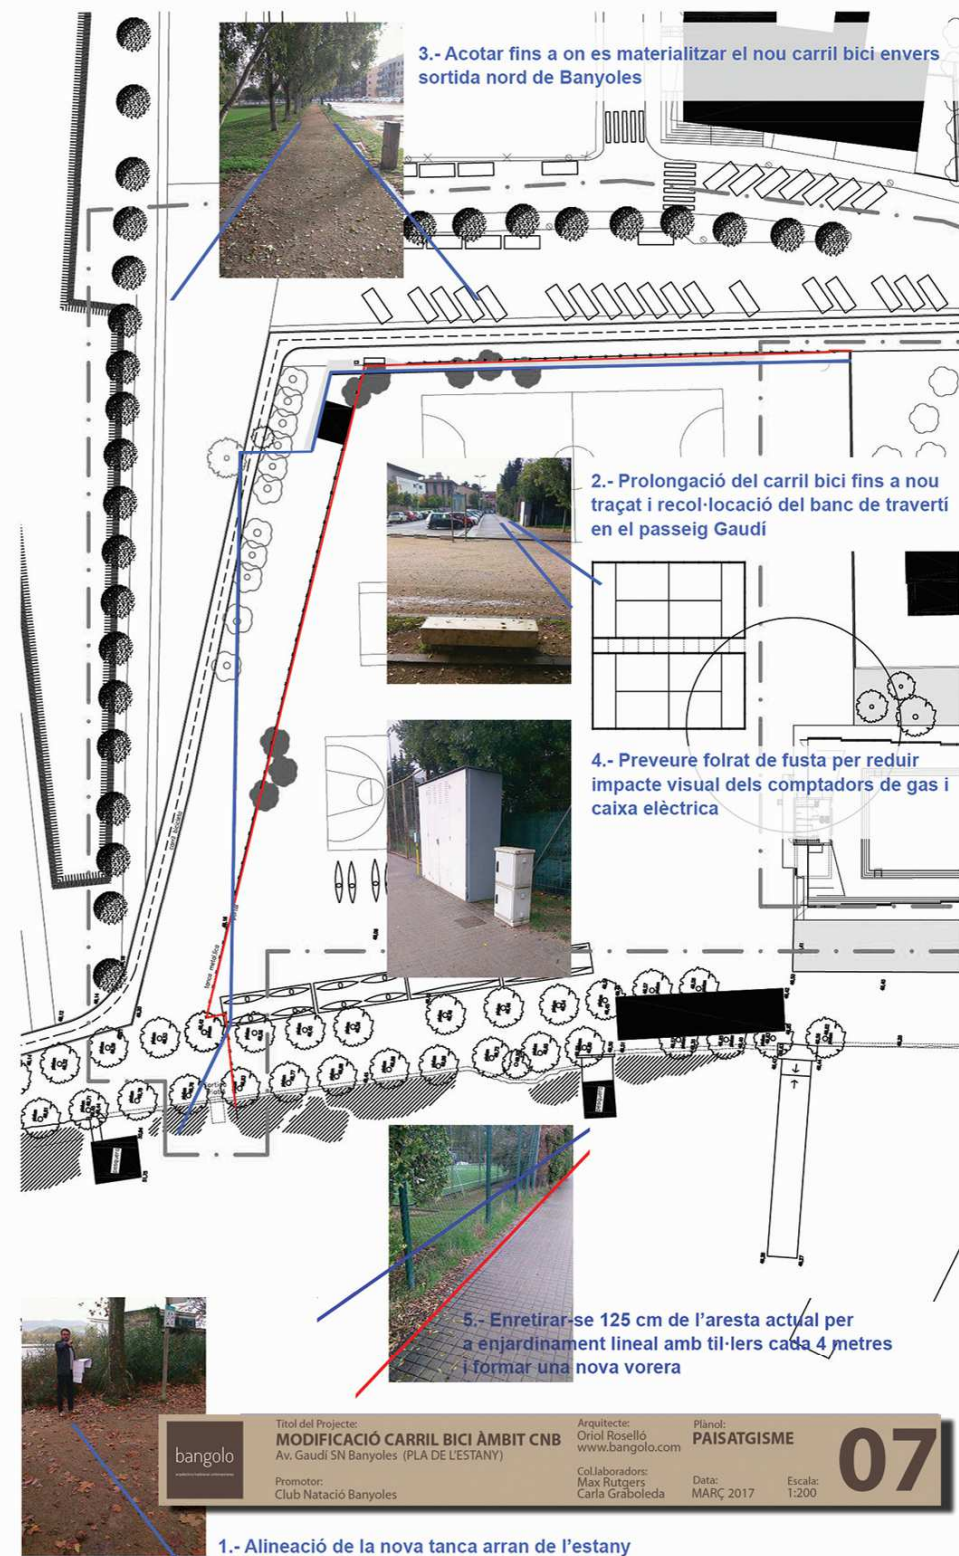 3.- Acotar fins a on es materialitzar el nou carril bici envers
sortida nord de Banyoles
2.- Prolongació del carril bici fins a nou
traçat i recol·locació del banc de travertí
en el passeig Gaudí
4.- Preveure folrat de fusta per reduir
impacte visual dels comptadors de gas i
caixa elèctrica
5.- Enretirar-se 125 cm de l'aresta actual per
a enjardinament lineal amb til·lers cada 4 metres
i formar una nova vorera
bangolo
Títol del Projecte:
MODIFICACIÓ CARRIL BICI ÀMBIT CNB
Av. Gaudí SN Banyoles (PLA DE L'ESTANY)
Promotor:
Club Natació Banyoles
Arquitecte:
Oriol Roselló
www.bangolo.com
Col.laboradors:
Max Rutgers
Carla Graboleda
Plànol:
PAISATGISME
Data:
MARÇ 2017
Escala:
1:200
07
1.- Alineació de la nova tanca arran de l'estany